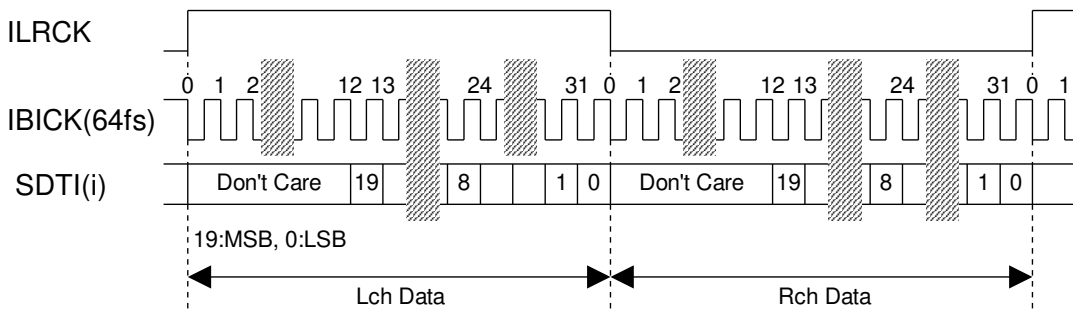 ILRCK
0 1 2 12 13 24 31 0 1 2 12 13 24 31 0 1
IBICK(64fs)
SDTI(i) Don't Care 19 8 1 0 Don't Care 19 8 1 0
19:MSB, 0:LSB
Lch Data Rch Data